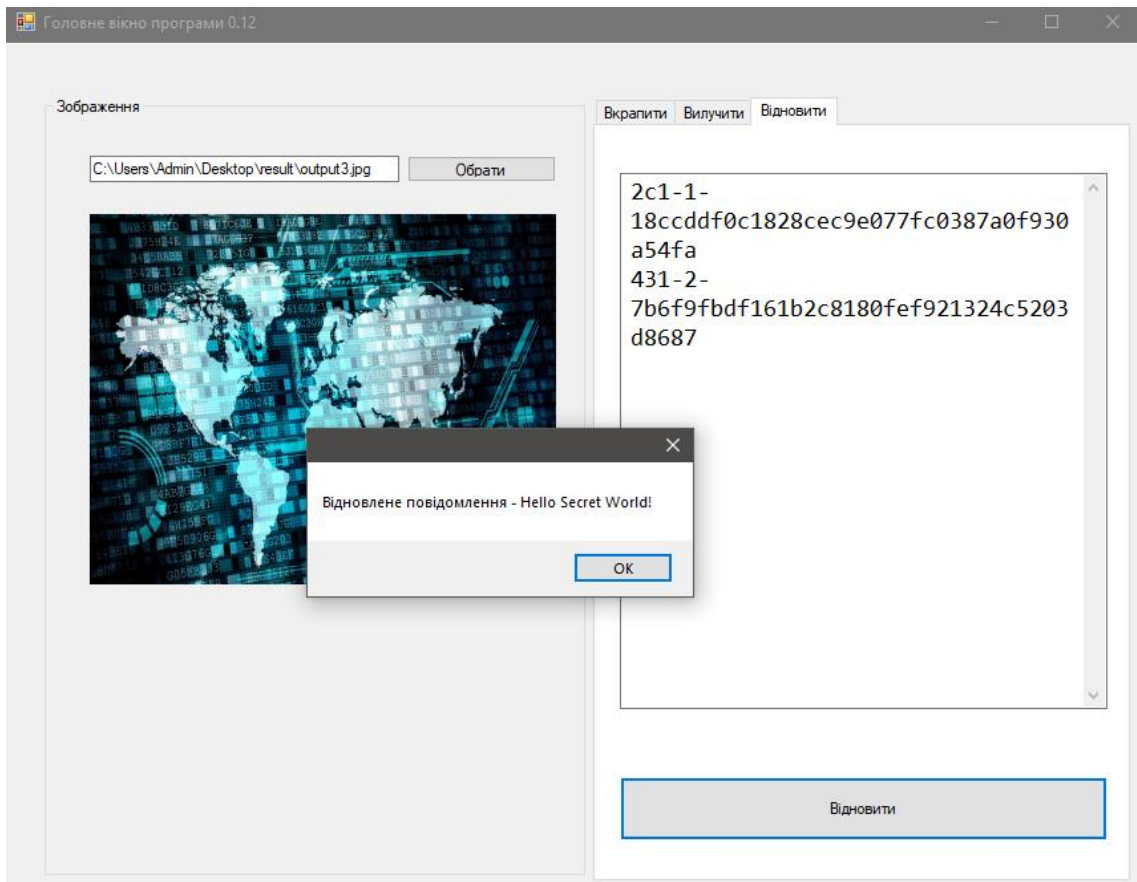 Головне вікно програми 0.12
Зображення
C:\Users\Admin\Desktop\result\output3.jpg
Обрати
Вкрапити Вилучити Відновити
2c1-1-
18ccddf0c1828cec9e077fc0387a0f930
a54fa
431-2-
7b6f9fbdf161b2c8180fef921324c5203
d8687
Відновлене повідомлення - Hello Secret World!
OK
Відновити